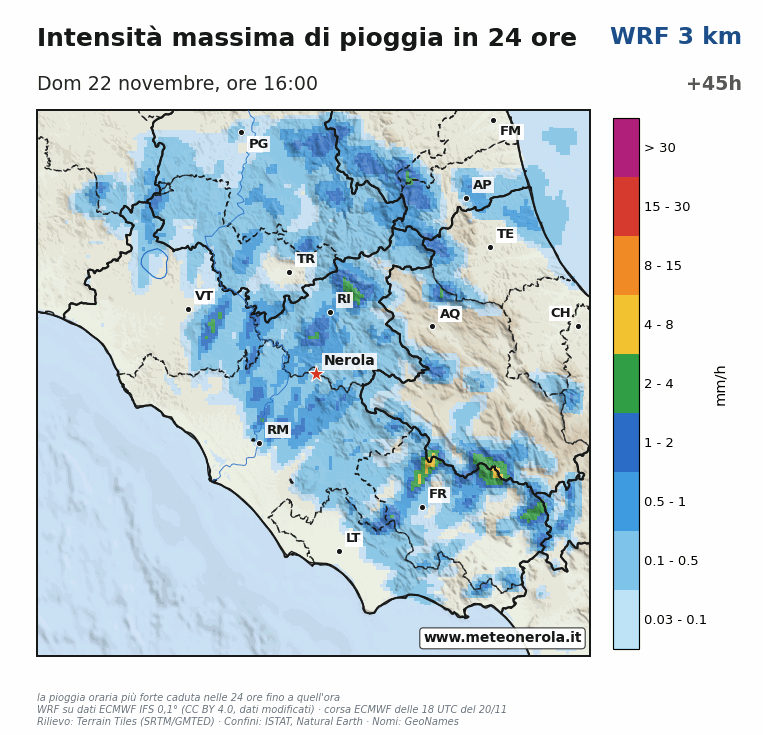 Intensità massima di pioggia in 24 ore
WRF 3 km
Dom 22 novembre, ore 16:00
+45h
FM
PG
AP
TE
TR
VT
RI
AQ
CH
Nerola
RM
FR
LT
www.meteonerola.it
> 30
15 - 30
8 - 15
4 - 8
2 - 4
1 - 2
0.5 - 1
0.1 - 0.5
0.03 - 0.1
mm/h
la pioggia oraria più forte caduta nelle 24 ore fino a quell'ora
WRF su dati ECMWF IFS 0,1° (CC BY 4.0, dati modificati) · corsa ECMWF delle 18 UTC del 20/11
Rilievo: Terrain Tiles (SRTM/GMTED) · Confini: ISTAT, Natural Earth · Nomi: GeoNames